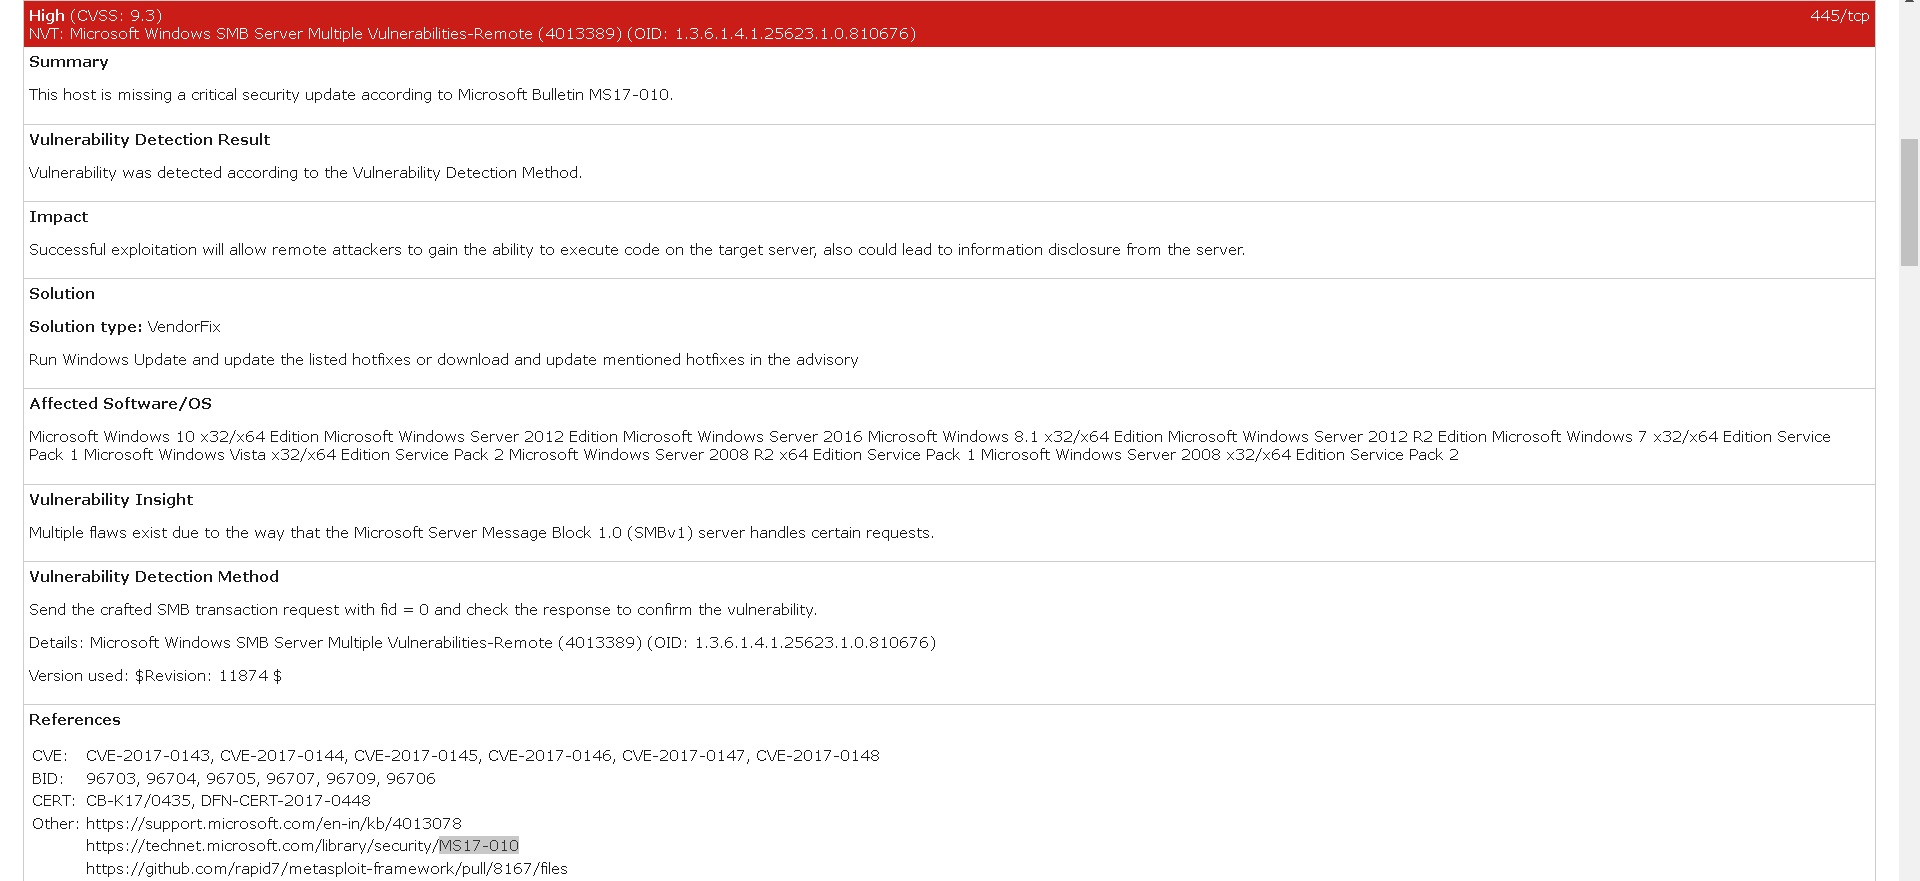 High (CVSS: 9.3) 445/tcp
NVT: Microsoft Windows SMB Server Multiple Vulnerabilities-Remote (4013389) (OID: 1.3.6.1.4.1.25623.1.0.810676)
Summary
This host is missing a critical security update according to Microsoft Bulletin MS17-010.
Vulnerability Detection Result
Vulnerability was detected according to the Vulnerability Detection Method.
Impact
Successful exploitation will allow remote attackers to gain the ability to execute code on the target server, also could lead to information disclosure from the server.
Solution
Solution type: VendorFix
Run Windows Update and update the listed hotfixes or download and update mentioned hotfixes in the advisory
Affected Software/OS
Microsoft Windows 10 x32/x64 Edition Microsoft Windows Server 2012 Edition Microsoft Windows Server 2016 Microsoft Windows 8.1 x32/x64 Edition Microsoft Windows Server 2012 R2 Edition Microsoft Windows 7 x32/x64 Edition Service
Pack 1 Microsoft Windows Vista x32/x64 Edition Service Pack 2 Microsoft Windows Server 2008 R2 x64 Edition Service Pack 1 Microsoft Windows Server 2008 x32/x64 Edition Service Pack 2
Vulnerability Insight
Multiple flaws exist due to the way that the Microsoft Server Message Block 1.0 (SMBv1) server handles certain requests.
Vulnerability Detection Method
Send the crafted SMB transaction request with fid = 0 and check the response to confirm the vulnerability.
Details: Microsoft Windows SMB Server Multiple Vulnerabilities-Remote (4013389) (OID: 1.3.6.1.4.1.25623.1.0.810676)
Version used: $Revision: 11874 $
References
CVE: CVE-2017-0143, CVE-2017-0144, CVE-2017-0145, CVE-2017-0146, CVE-2017-0147, CVE-2017-0148
BID: 96703, 96704, 96705, 96707, 96709, 96706
CERT: CB-K17/0435, DFN-CERT-2017-0448
Other: https://support.microsoft.com/en-in/kb/4013078
https://technet.microsoft.com/library/security/MS17-010
https://github.com/rapid7/metasploit-framework/pull/8167/files